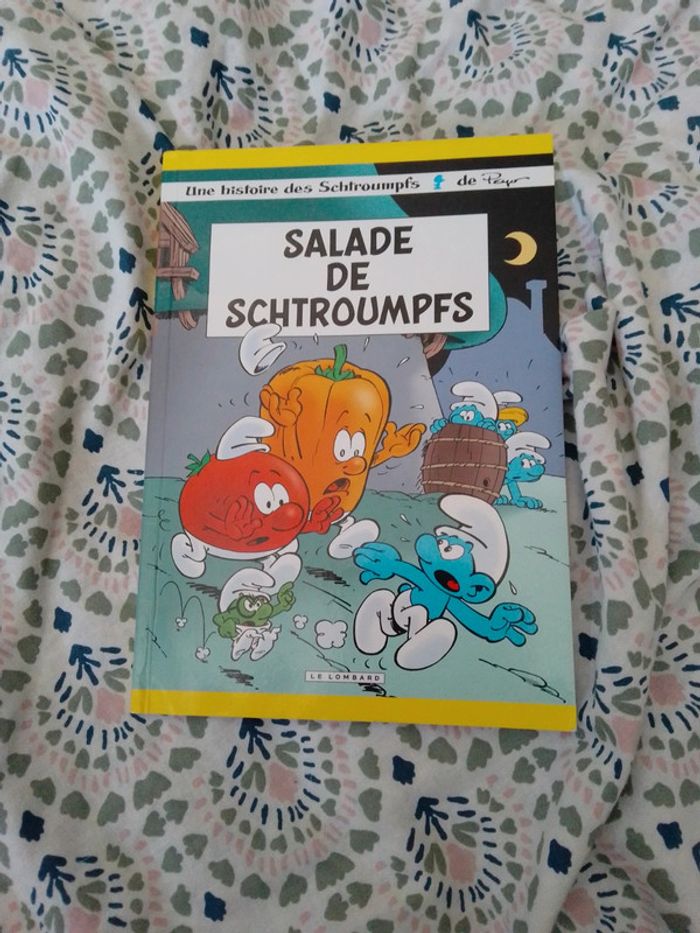 Une histoire des Schtroumpfs de Peyo
SALADE
DE
SCHTROUMPFS
LE LOMBARD